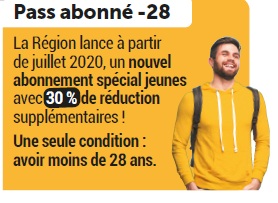 Pass abonné -28
La Région lance à partir
de juillet 2020, un nouvel
abonnement spécial jeunes
avec 30 % de réduction
supplémentaires !
Une seule condition :
avoir moins de 28 ans.